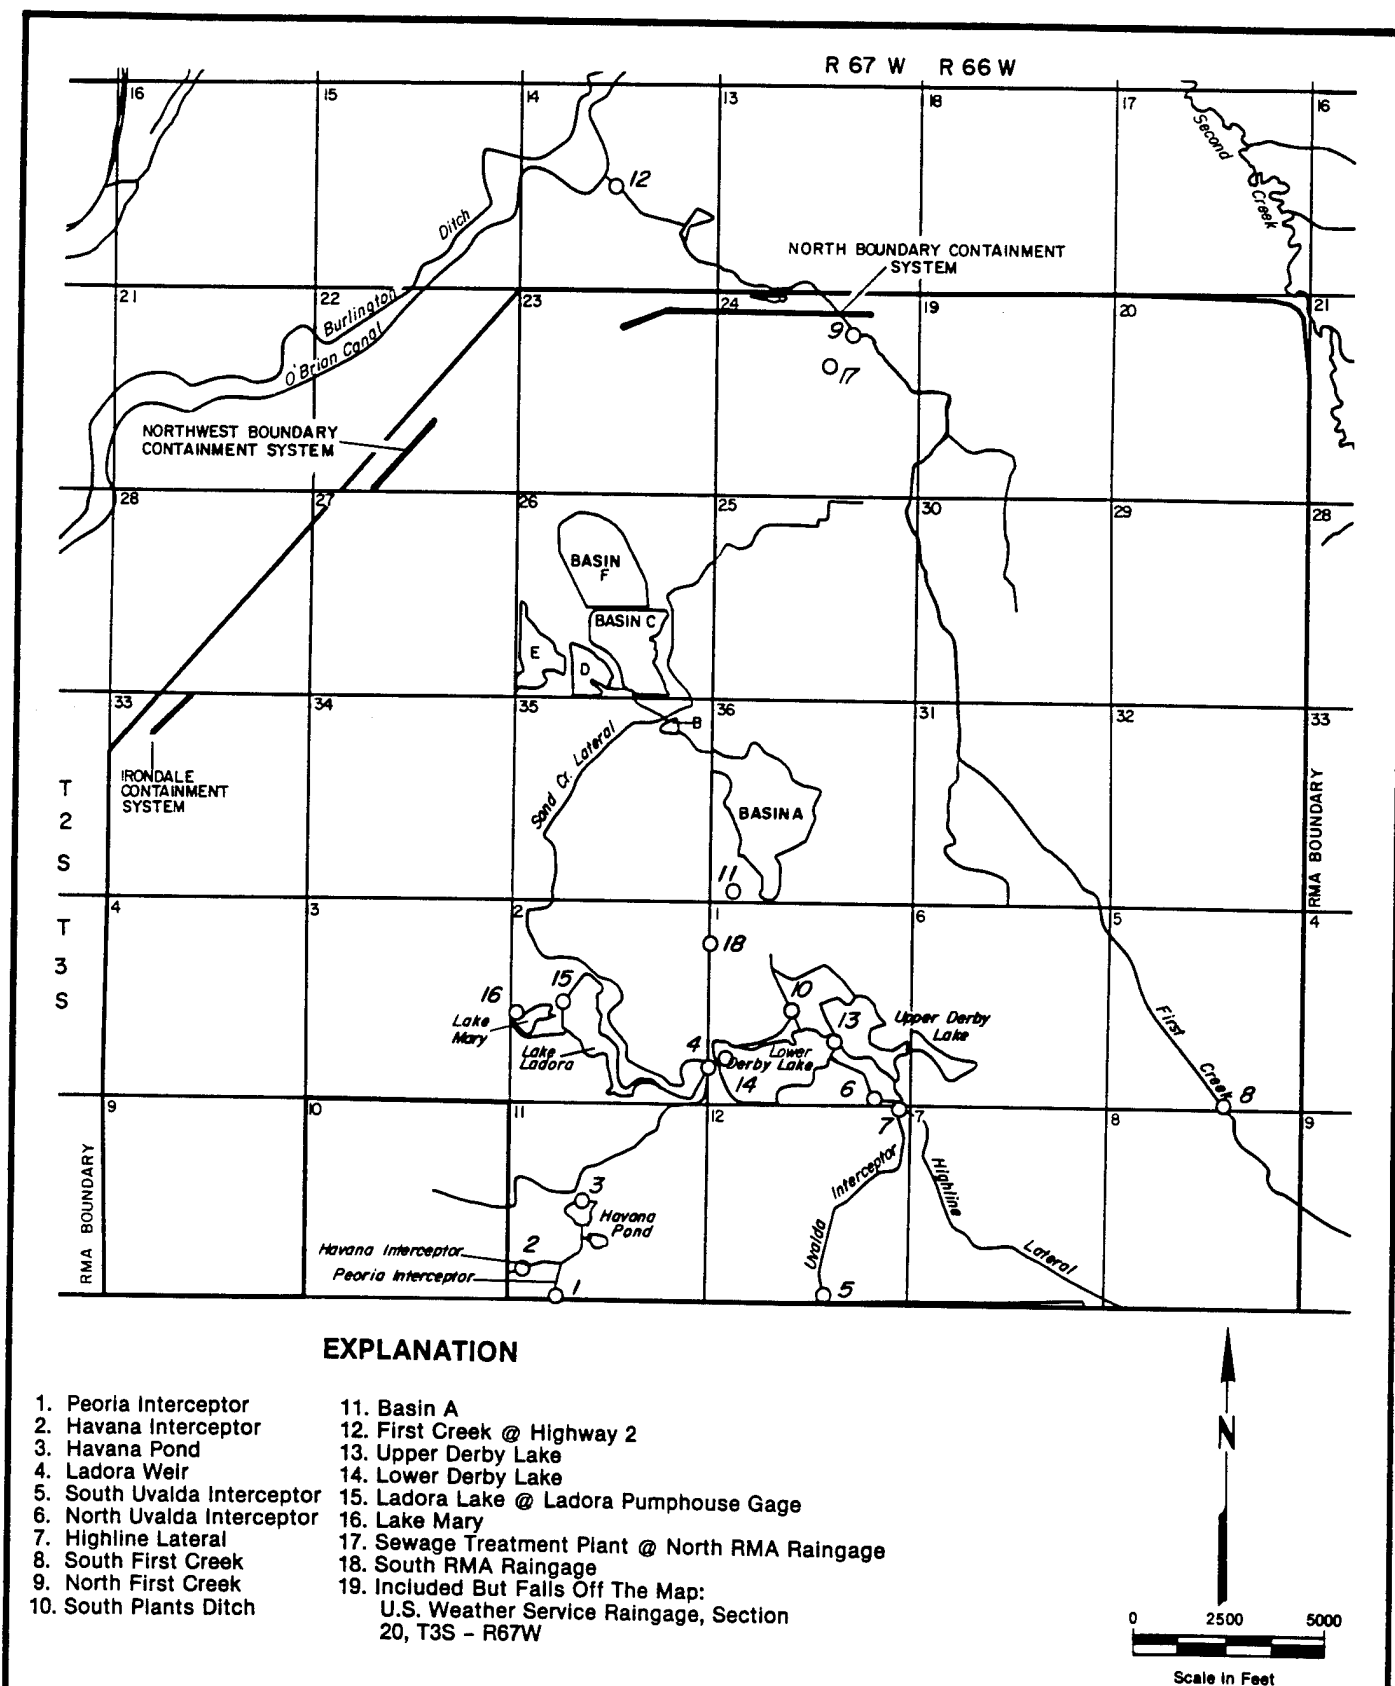 R 67 W R 66 W
16 15 14 13 18 17 16
Second
Creek
12
Ditch
NORTH BOUNDARY CONTAINMENT
SYSTEM
21 22 23 24 19 20 21
Burlington
O'Brian Canal
9
17
NORTHWEST BOUNDARY
CONTAINMENT SYSTEM
28 27 26 25 30 29 28
BASIN
F
BASIN C
E
D
33 34 35 36 31 32 33
B
Sand Cr. Lateral
IRONDALE
CONTAINMENT
SYSTEM
BASIN A
T
2
S
RMA BOUNDARY
11
4 3 2 1 6 5 4
T
3
S
18
15
16
10
13
Lake
Mary
Lake
Ladora
4
Lower
Derby Lake
14
Upper Derby
Lake
6
7
First
Creek
8
9 10 11 12 7 8 9
RMA BOUNDARY
3
Havana
Pond
Havana Interceptor
2
Peoria Interceptor
1
Uvalda
Interceptor
5
Highline
Lateral
EXPLANATION
1. Peoria Interceptor
2. Havana Interceptor
3. Havana Pond
4. Ladora Weir
5. South Uvalda Interceptor
6. North Uvalda Interceptor
7. Highline Lateral
8. South First Creek
9. North First Creek
10. South Plants Ditch
11. Basin A
12. First Creek @ Highway 2
13. Upper Derby Lake
14. Lower Derby Lake
15. Ladora Lake @ Ladora Pumphouse Gage
16. Lake Mary
17. Sewage Treatment Plant @ North RMA Raingage
18. South RMA Raingage
19. Included But Falls Off The Map:
U.S. Weather Service Raingage, Section
20, T3S - R67W
N
0 2500 5000
Scale in Feet